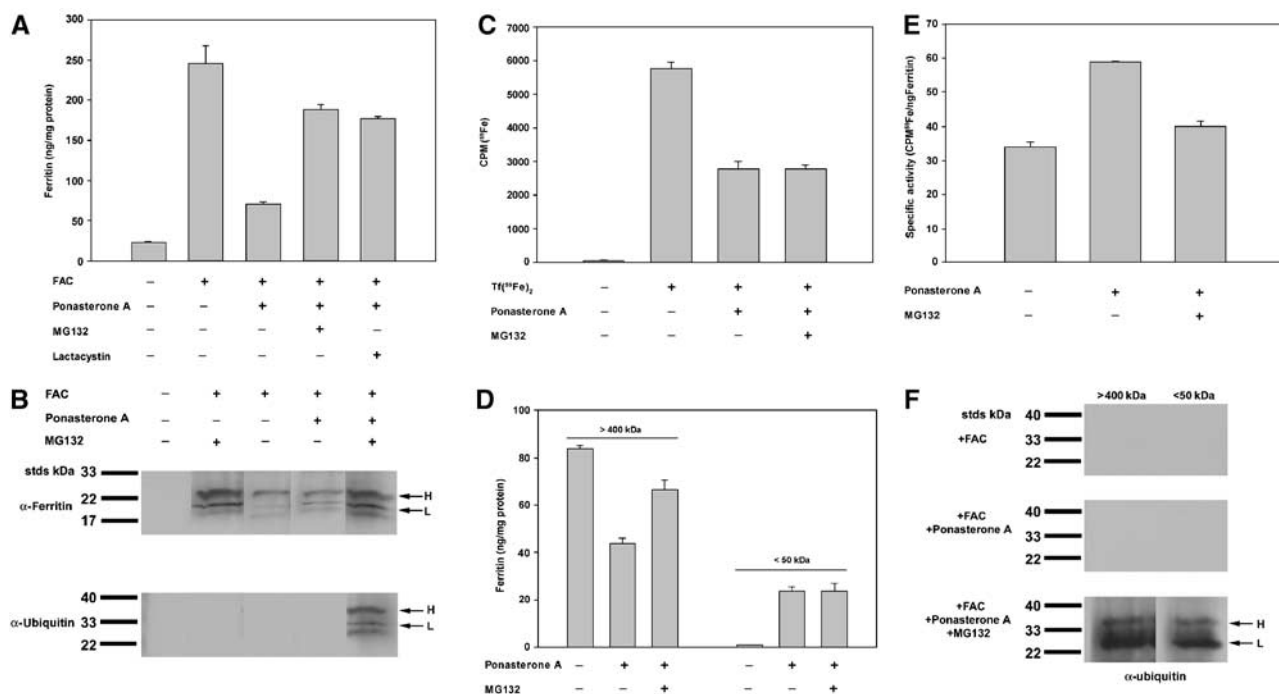 A
Ferritin (ng/mg protein)
300
250
200
150
100
50
0
FAC – + + + +
Ponasterone A – – + + +
MG132 – – – + –
Lactacystin – – – – +
B
FAC – + + + +
Ponasterone A – – – + +
MG132 – + – – +
stds kDa
33
22
17
α-Ferritin
H
L
40
33
22
α-Ubiquitin
H
L
C
CPM (⁵⁹Fe)
7000
6000
5000
4000
3000
2000
1000
0
Tf(⁵⁹Fe)₂ – + + +
Ponasterone A – – + +
MG132 – – – +
D
Ferritin (ng/mg protein)
100
80
60
40
20
0
> 400 kDa
< 50 kDa
Ponasterone A – + + – + +
MG132 – – + – – +
E
Specific activity (CPM⁵⁹Fe/ngFerritin)
70
60
50
40
30
20
10
0
Ponasterone A – + +
MG132 – – +
F
>400 kDa <50 kDa
stds kDa
+FAC
40
33
22
+FAC
+Ponasterone A
40
33
22
+FAC
+Ponasterone A
+MG132
40
33
22
H
L
α-ubiquitin